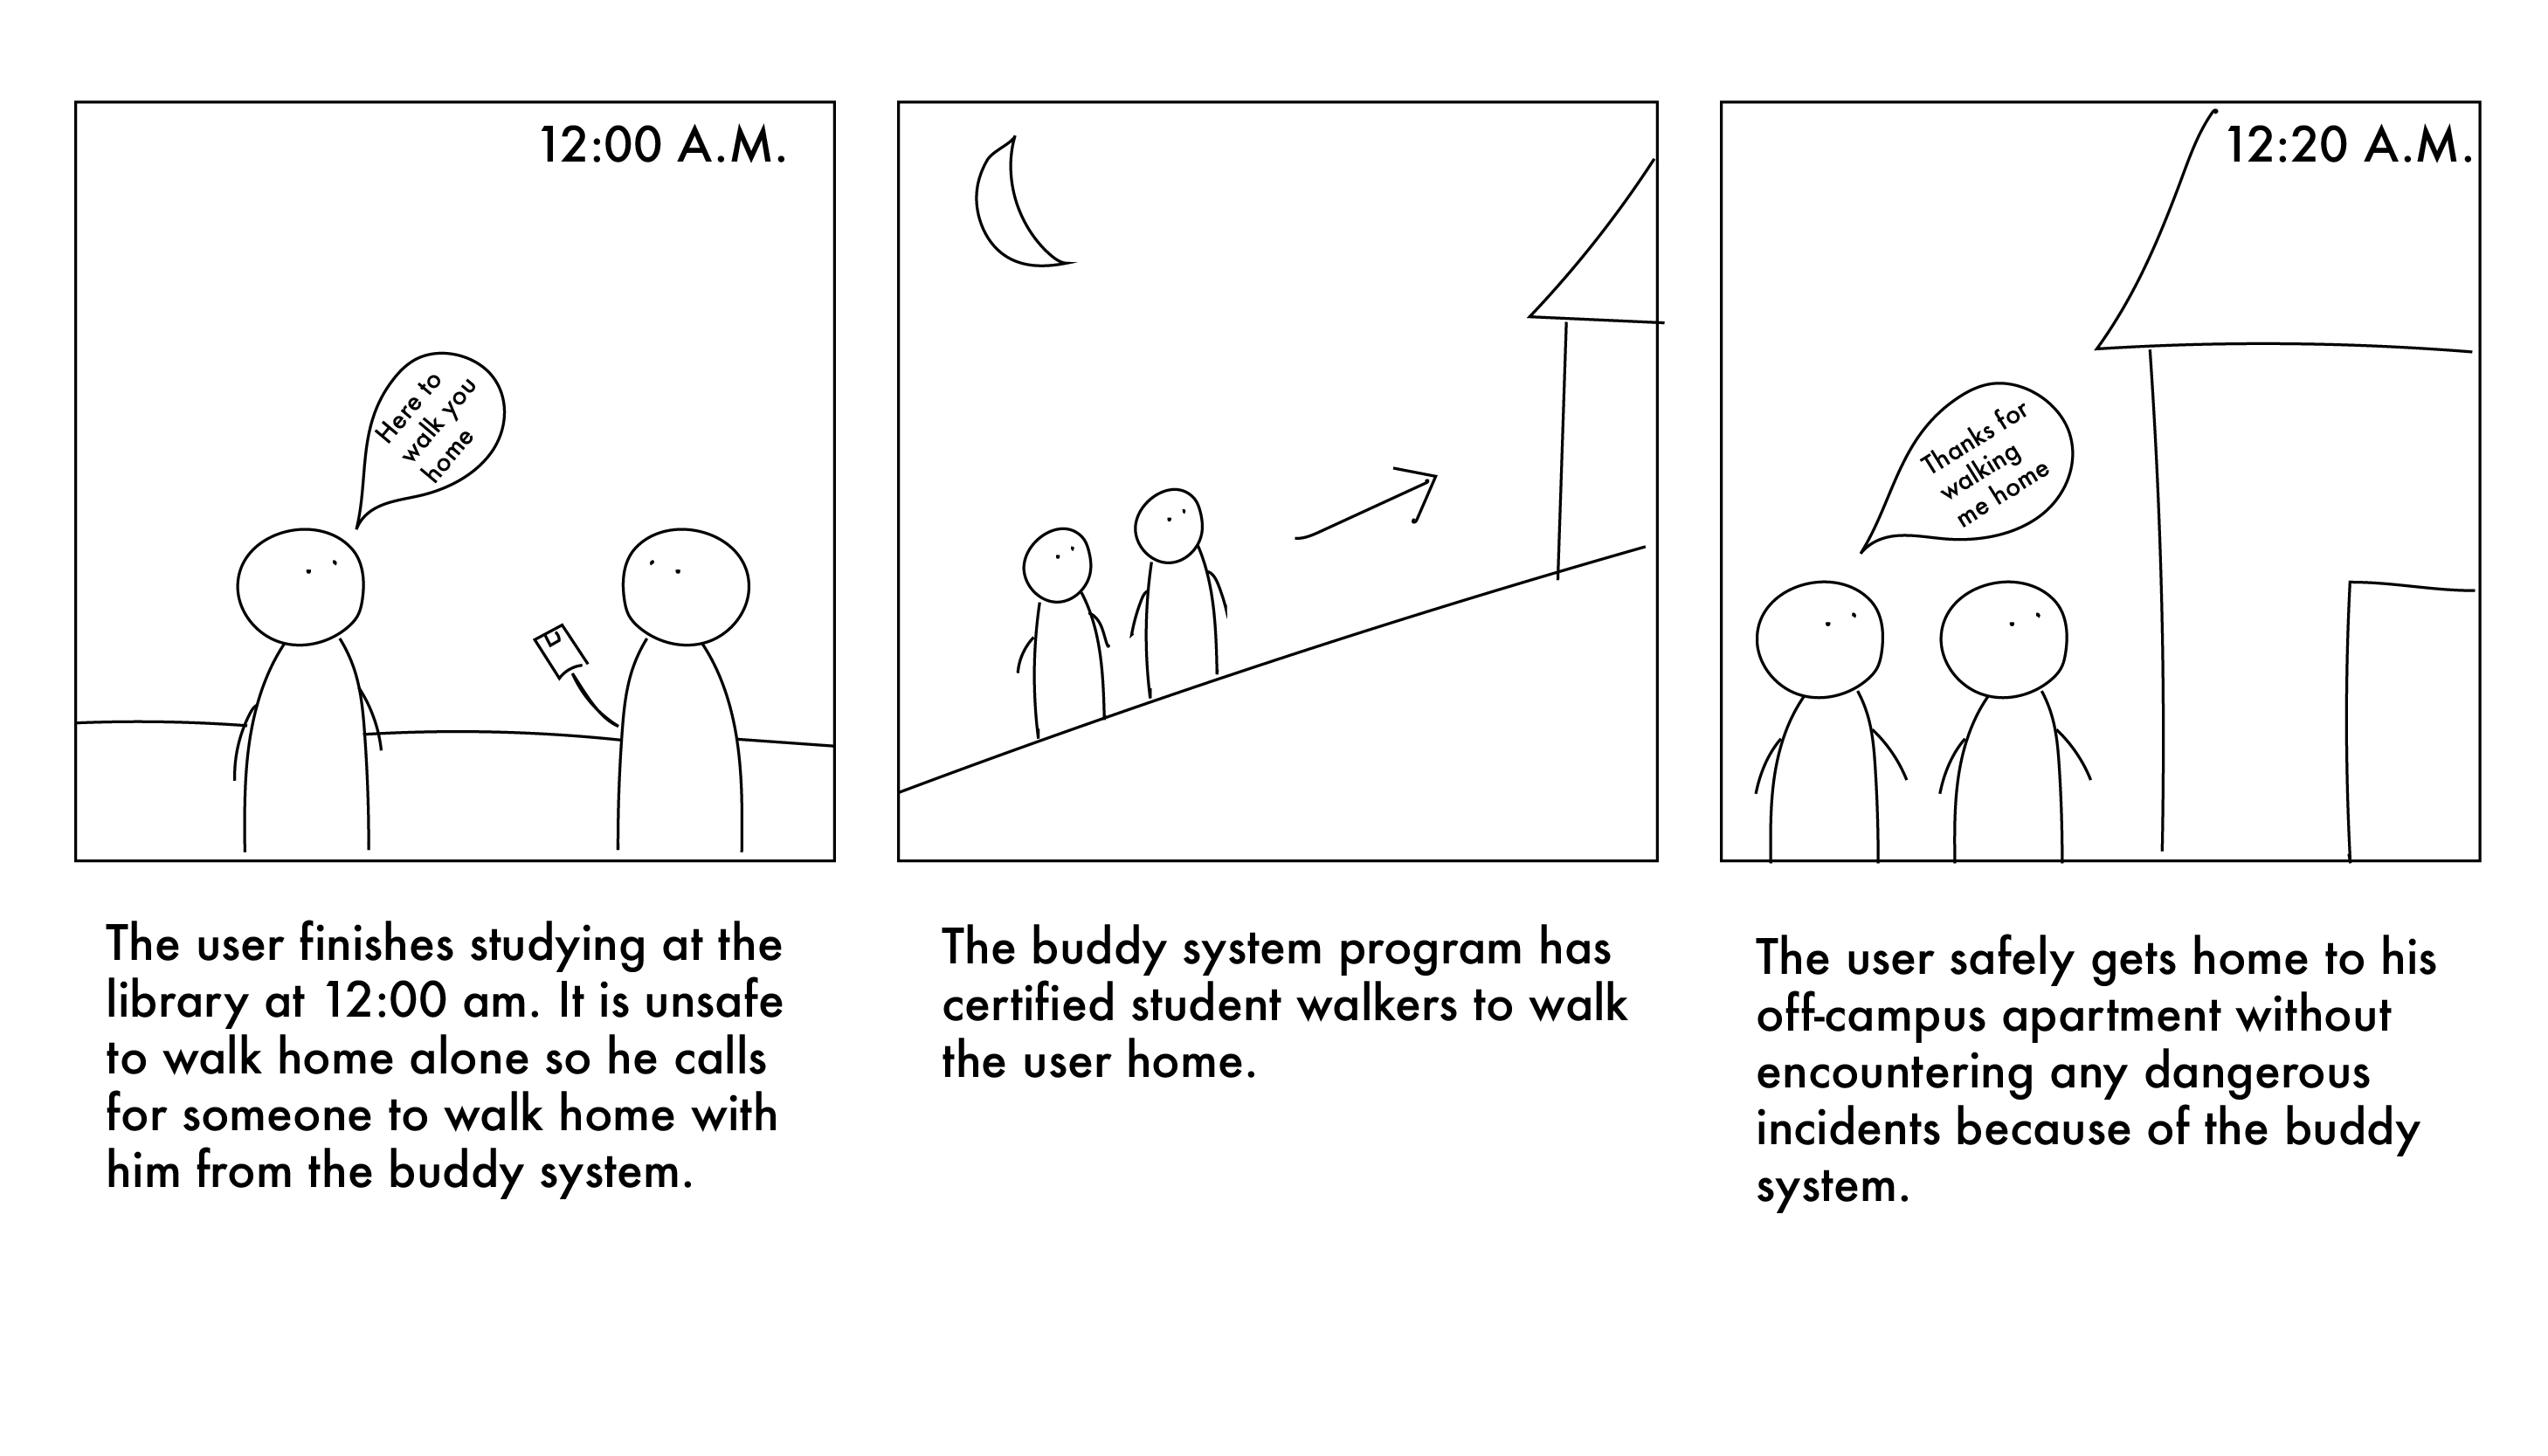 12:00 A.M.
Here to
walk you
home
The user finishes studying at the
library at 12:00 am. It is unsafe
to walk home alone so he calls
for someone to walk home with
him from the buddy system.
The buddy system program has
certified student walkers to walk
the user home.
12:20 A.M.
Thanks for
walking
me home
The user safely gets home to his
off-campus apartment without
encountering any dangerous
incidents because of the buddy
system.